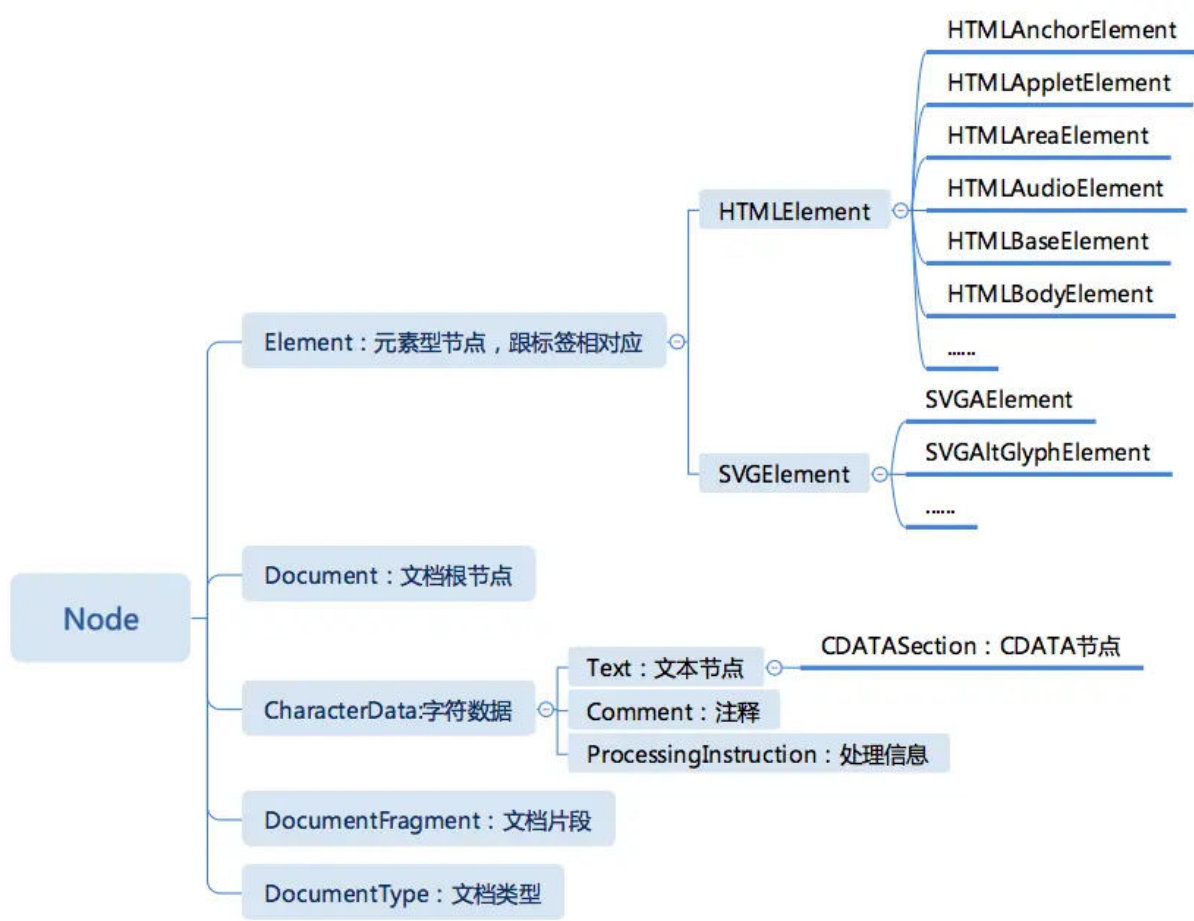 Node
Element：元素型节点，跟标签相对应
HTMLElement
HTMLAnchorElement
HTMLAppletElement
HTMLAreaElement
HTMLAudioElement
HTMLBaseElement
HTMLBodyElement
......
SVGElement
SVGAElement
SVGAltGlyphElement
......
Document：文档根节点
CharacterData:字符数据
Text：文本节点
CDATASection：CDATA节点
Comment：注释
ProcessingInstruction：处理信息
DocumentFragment：文档片段
DocumentType：文档类型